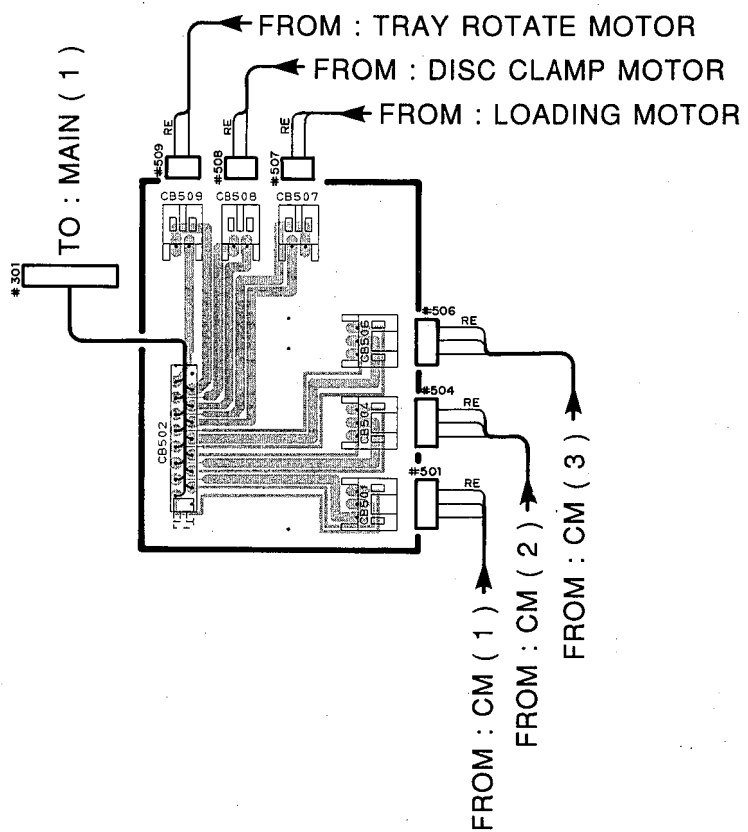 FROM : TRAY ROTATE MOTOR
FROM : DISC CLAMP MOTOR
FROM : LOADING MOTOR
TO : MAIN ( 1 )
RE
RE
RE
#509
#508
#507
CB509
CB508
CB507
#301
#506
RE
CB506
#504
RE
CB504
CB502
#501
RE
CB501
FROM : CM ( 1 )
FROM : CM ( 2 )
FROM : CM ( 3 )